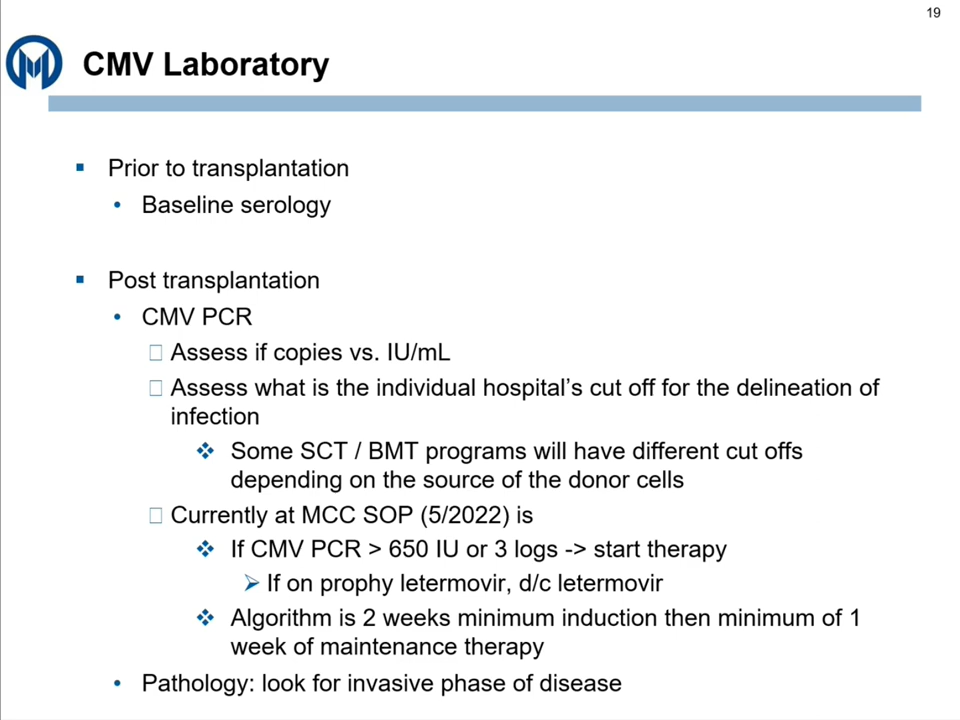 19
CMV Laboratory
Prior to transplantation
Baseline serology
Post transplantation
CMV PCR
Assess if copies vs. IU/mL
Assess what is the individual hospital's cut off for the delineation of
infection
Some SCT / BMT programs will have different cut offs
depending on the source of the donor cells
Currently at MCC SOP (5/2022) is
If CMV PCR > 650 IU or 3 logs -> start therapy
If on prophy letermovir, d/c letermovir
Algorithm is 2 weeks minimum induction then minimum of 1
week of maintenance therapy
Pathology: look for invasive phase of disease